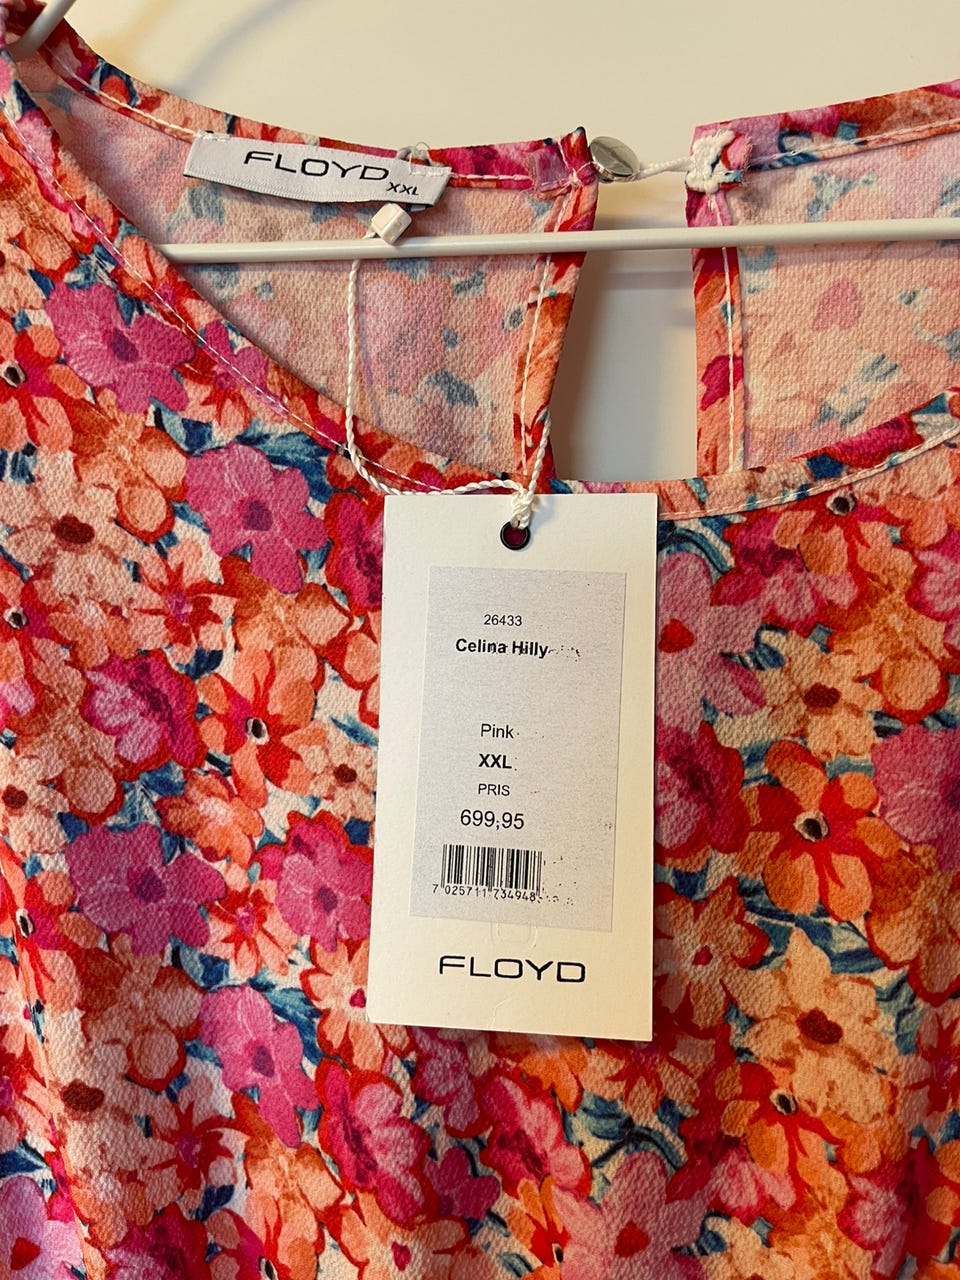 FLOYD
XXL
26433
Celina Hilly
Pink
XXL
PRIS
699,95
7 025711 734948
FLOYD